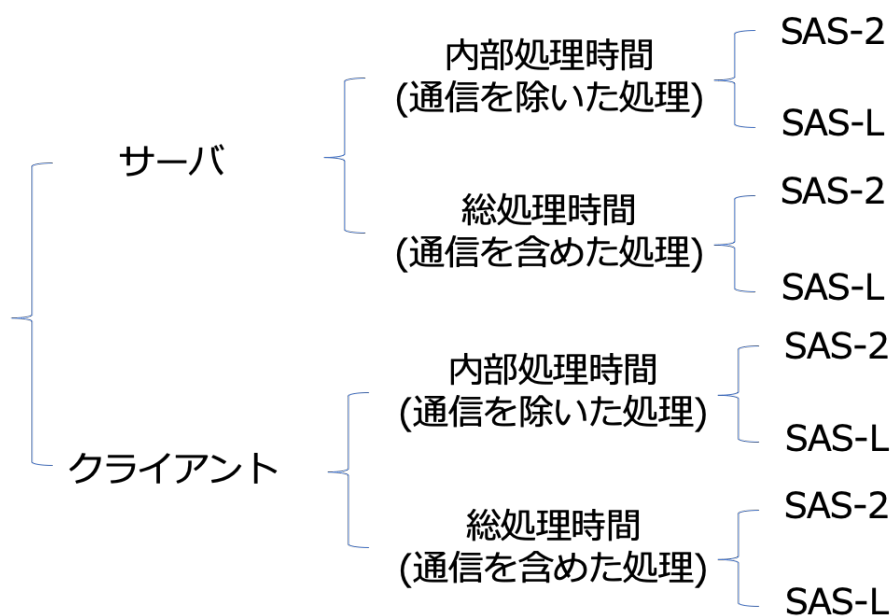 サーバ
内部処理時間
(通信を除いた処理)
SAS-2
SAS-L
総処理時間
(通信を含めた処理)
SAS-2
SAS-L
クライアント
内部処理時間
(通信を除いた処理)
SAS-2
SAS-L
総処理時間
(通信を含めた処理)
SAS-2
SAS-L